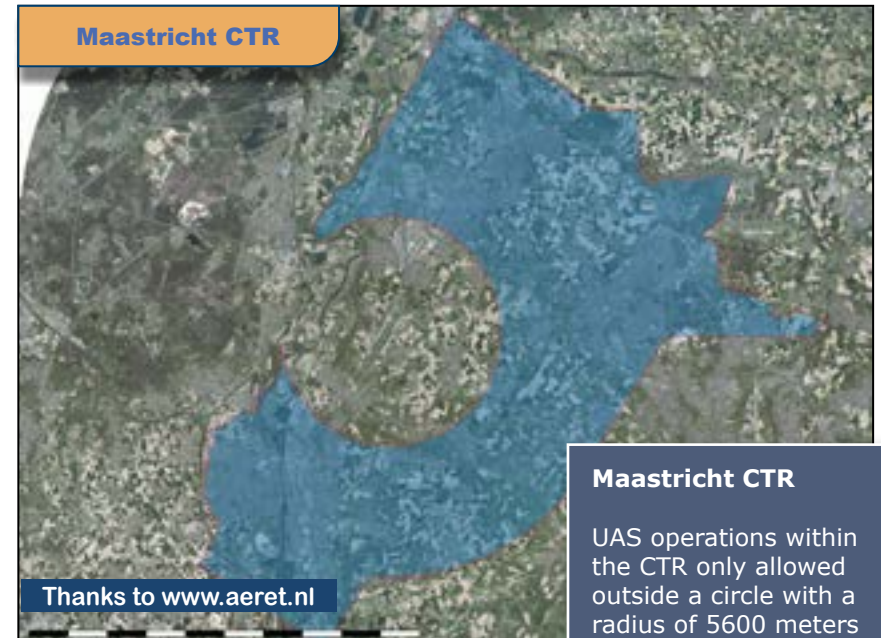 Maastricht CTR
Maastricht CTR
UAS operations within
the CTR only allowed
outside a circle with a
radius of 5600 meters
Thanks to www.aeret.nl